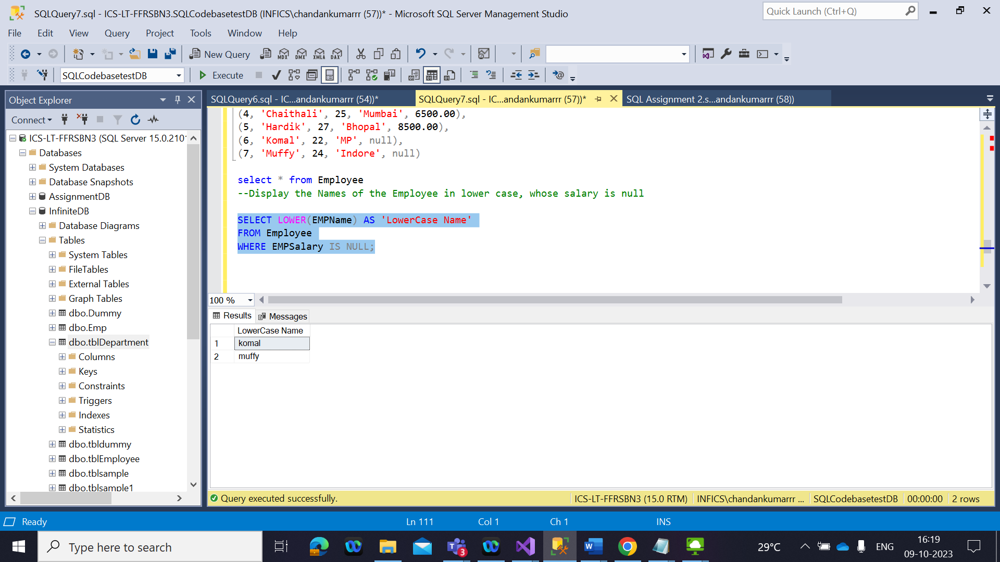 SQLQuery7.sql - ICS-LT-FFRSBN3.SQLCodebasetestDB (INFICS\chandankumarrr (57))* - Microsoft SQL Server Management Studio
Quick Launch (Ctrl+Q)
File Edit View Query Project Tools Window Help
New Query MDX DMX XMLA DAX
SQLCodebasetestDB Execute
Object Explorer
SQLQuery6.sql - IC...andankumarrr (54))*
SQLQuery7.sql - IC...andankumarrr (57))*
SQL Assignment 2.s...andankumarrr (58))
Connect
ICS-LT-FFRSBN3 (SQL Server 15.0.210
Databases
System Databases
Database Snapshots
AssignmentDB
InfiniteDB
Database Diagrams
Tables
System Tables
FileTables
External Tables
Graph Tables
dbo.Dummy
dbo.Emp
dbo.tblDepartment
Columns
Keys
Constraints
Triggers
Indexes
Statistics
dbo.tbldummy
dbo.tblEmployee
dbo.tblsample
dbo.tblsample1
(4, 'Chaithali', 25, 'Mumbai', 6500.00),
(5, 'Hardik', 27, 'Bhopal', 8500.00),
(6, 'Komal', 22, 'MP', null),
(7, 'Muffy', 24, 'Indore', null)
select * from Employee
--Display the Names of the Employee in lower case, whose salary is null
SELECT LOWER(EMPName) AS 'LowerCase Name'
FROM Employee
WHERE EMPSalary IS NULL;
100 %
Results Messages
LowerCase Name
1 komal
2 muffy
Query executed successfully.
ICS-LT-FFRSBN3 (15.0 RTM) INFICS\chandankumarrr ... SQLCodebasetestDB 00:00:00 2 rows
Ready Ln 111 Col 1 Ch 1 INS
Type here to search
3
29°C
ENG
16:19
09-10-2023